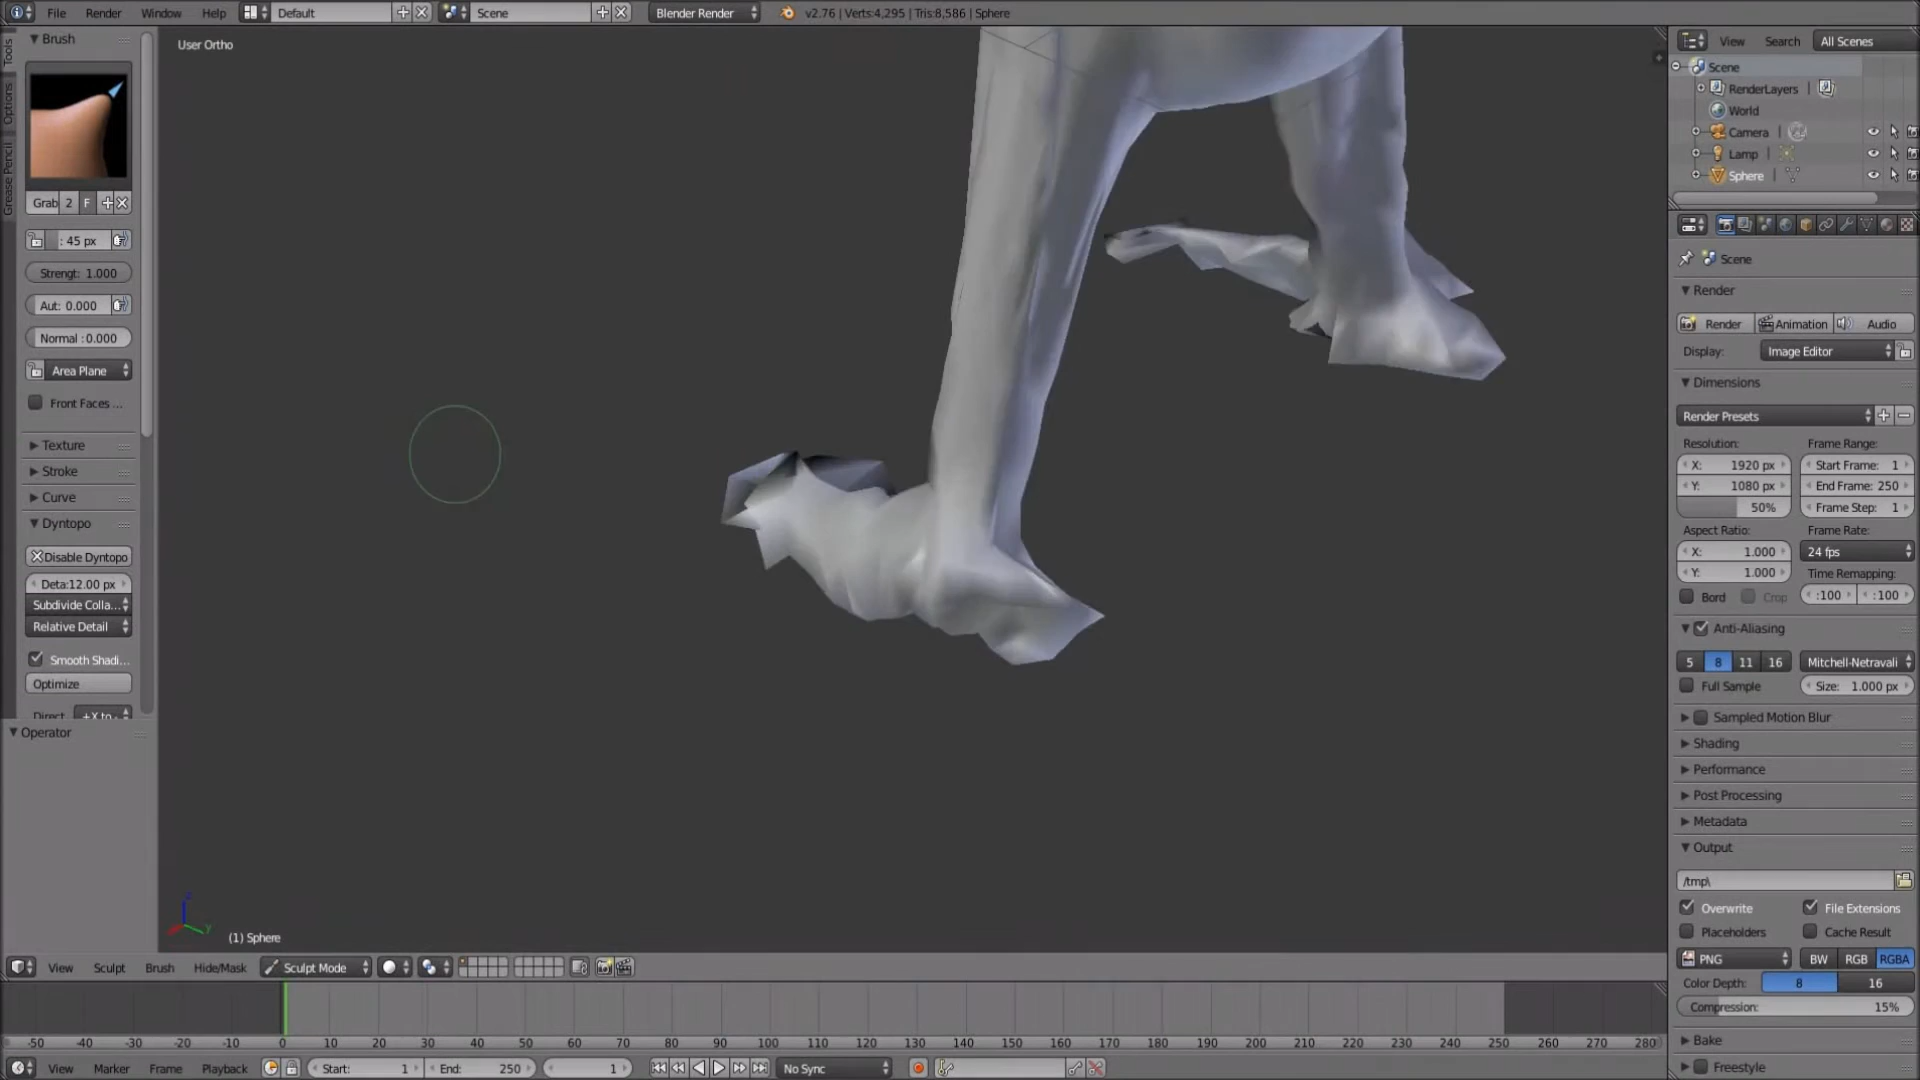 File Render Window Help Default Scene Blender Render v2.76 | Verts:4,295 | Tris:8,586 | Sphere
Tools
Options
Grease Pencil
Brush
Grab 2 F
: 45 px
Strengt: 1.000
Aut: 0.000
Normal : 0.000
Area Plane
Front Faces ...
Texture
Stroke
Curve
Dyntopo
Disable Dyntopo
Deta:12.00 px
Subdivide Colla...
Relative Detail
Smooth Shadi...
Optimize
Direct +X to
Operator
User Ortho
(1) Sphere
View Sculpt Brush Hide/Mask Sculpt Mode
-50 -40 -30 -20 -10 0 10 20 30 40 50 60 70 80 90 100 110 120 130 140 150 160 170 180 190 200 210 220 230 240 250 260 270 280
View Marker Frame Playback Start: 1 End: 250 1 No Sync
View Search All Scenes
Scene
RenderLayers
World
Camera
Lamp
Sphere
Scene
Render
Render Animation Audio
Display: Image Editor
Dimensions
Render Presets
Resolution: Frame Range:
X: 1920 px Start Frame: 1
Y: 1080 px End Frame: 250
50% Frame Step: 1
Aspect Ratio: Frame Rate:
X: 1.000 24 fps
Y: 1.000 Time Remapping:
Bord Crop :100 :100
Anti-Aliasing
5 8 11 16 Mitchell-Netravali
Full Sample Size: 1.000 px
Sampled Motion Blur
Shading
Performance
Post Processing
Metadata
Output
/tmp\
Overwrite File Extensions
Placeholders Cache Result
PNG BW RGB RGBA
Color Depth: 8 16
Compression: 15%
Bake
Freestyle